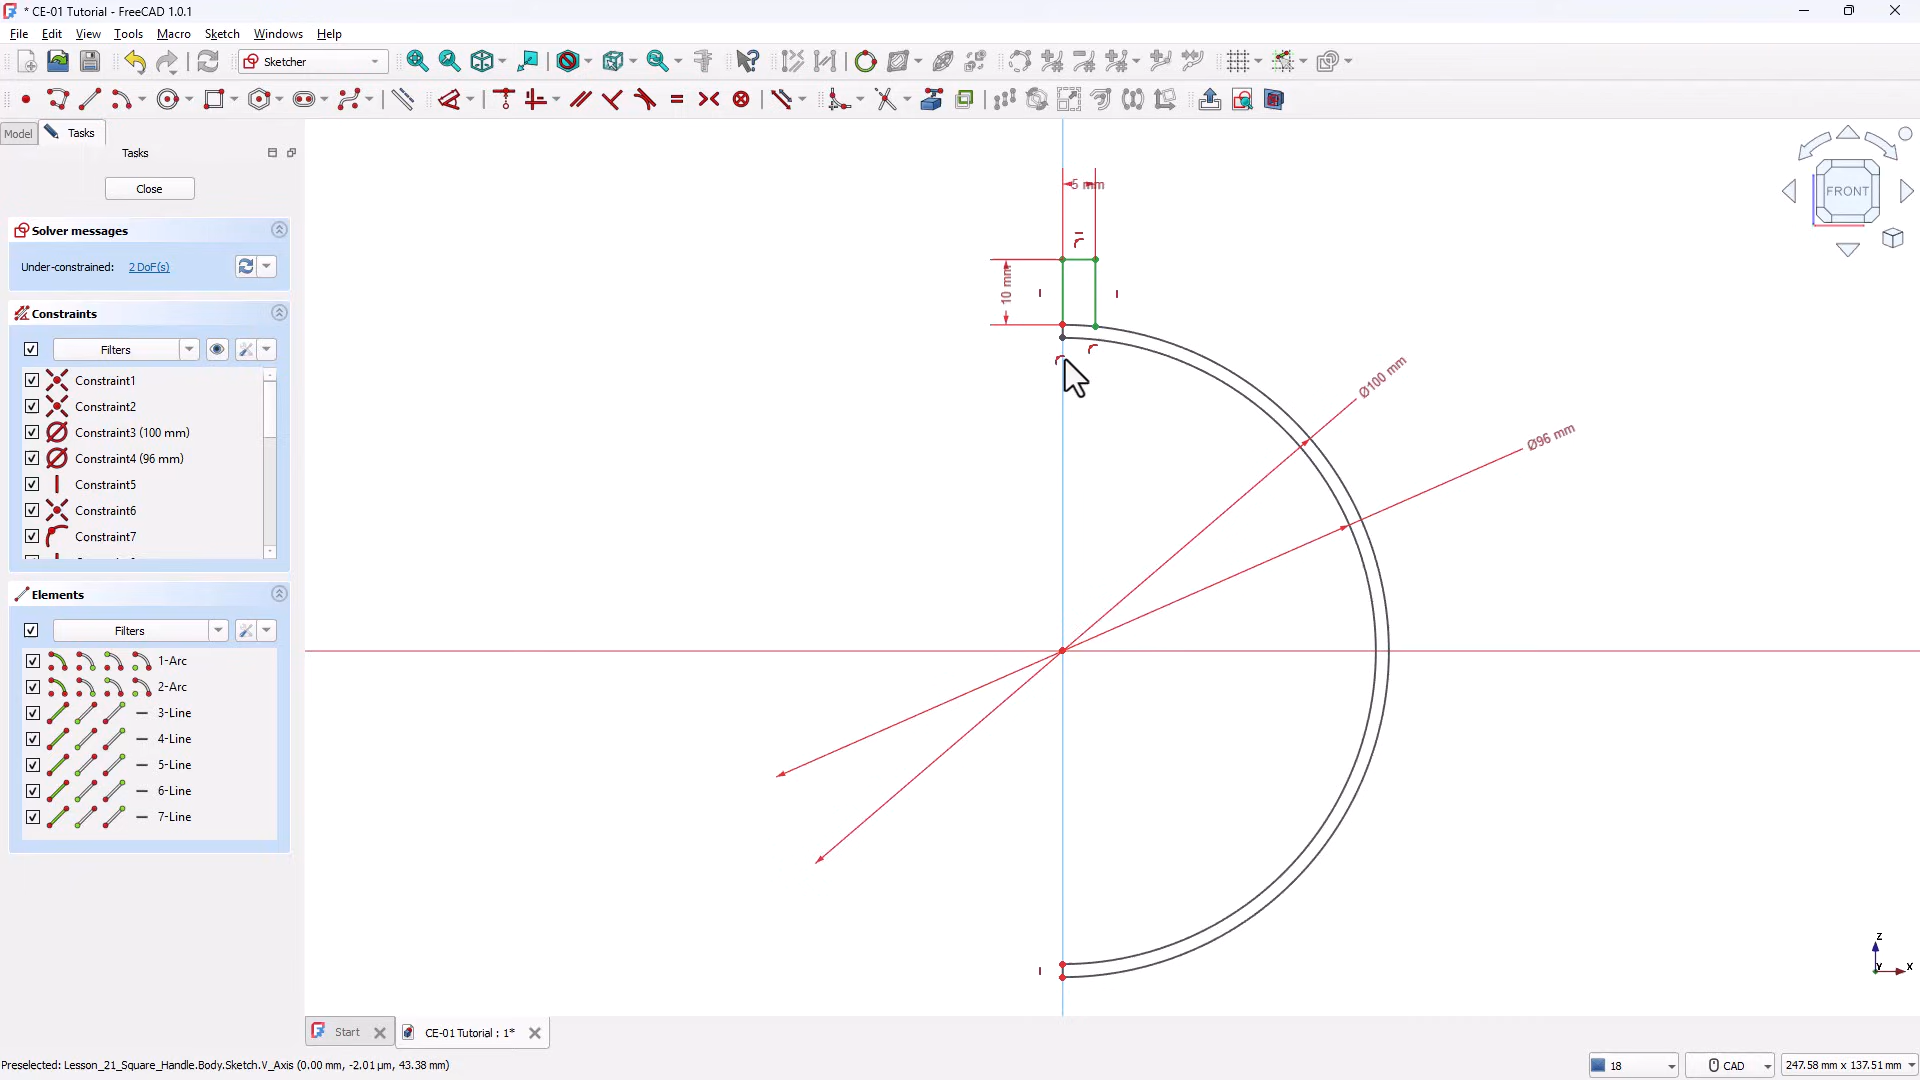 * CE-01 Tutorial - FreeCAD 1.0.1
File Edit View Tools Macro Sketch Windows Help
Sketcher
Model
Tasks
Tasks
Close
Solver messages
Under-constrained: 2 DoF(s)
Constraints
Filters
Constraint1
Constraint2
Constraint3 (100 mm)
Constraint4 (96 mm)
Constraint5
Constraint6
Constraint7
Elements
Filters
1-Arc
2-Arc
3-Line
4-Line
5-Line
6-Line
7-Line
5 mm
10 mm
Ø100 mm
Ø96 mm
FRONT
Z
Y
X
Start
CE-01 Tutorial : 1*
Preselected: Lesson_21_Square_Handle.Body.Sketch.V_Axis (0.00 mm, -2.01 µm, 43.38 mm)
18
CAD
247.58 mm x 137.51 mm